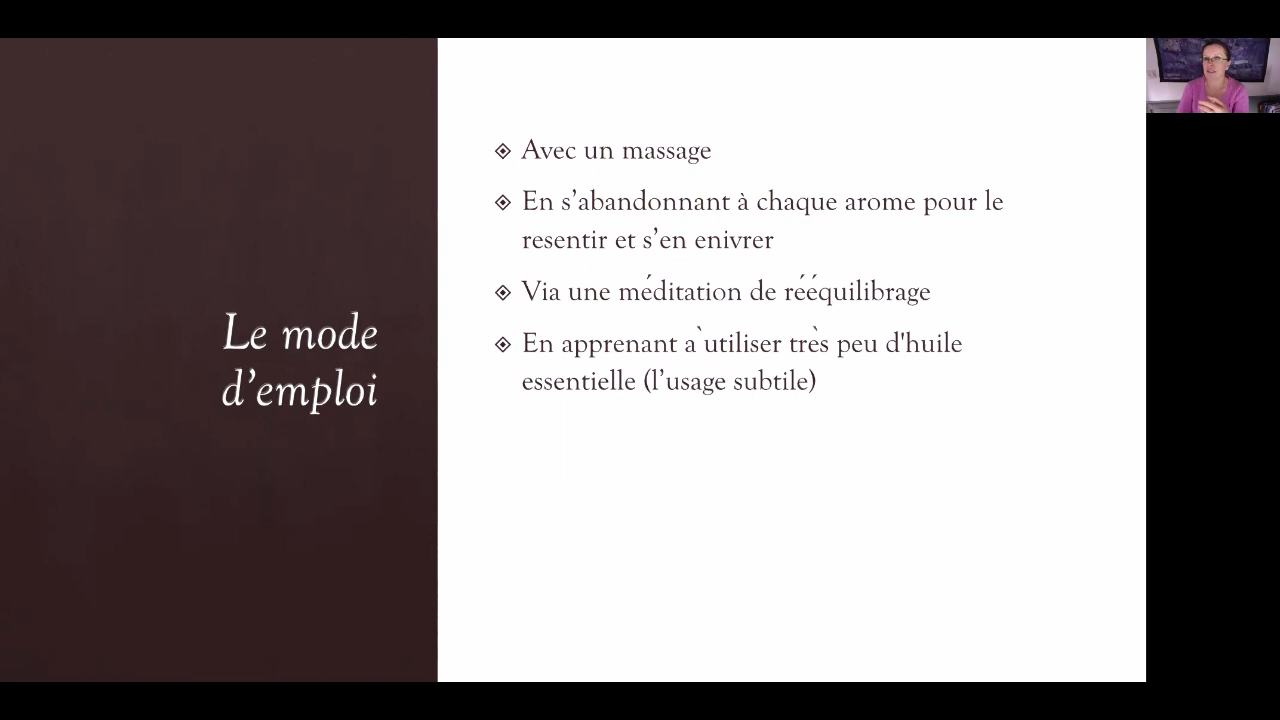 Le mode
d’emploi
Avec un massage
En s’abandonnant à chaque arome pour le
resentir et s’en enivrer
Via une méditation de rééquilibrage
En apprenant à utiliser très peu d'huile
essentielle (l’usage subtile)